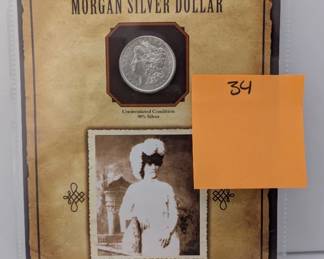 MORGAN SILVER DOLLAR
34
Uncirculated Condition
90% Silver